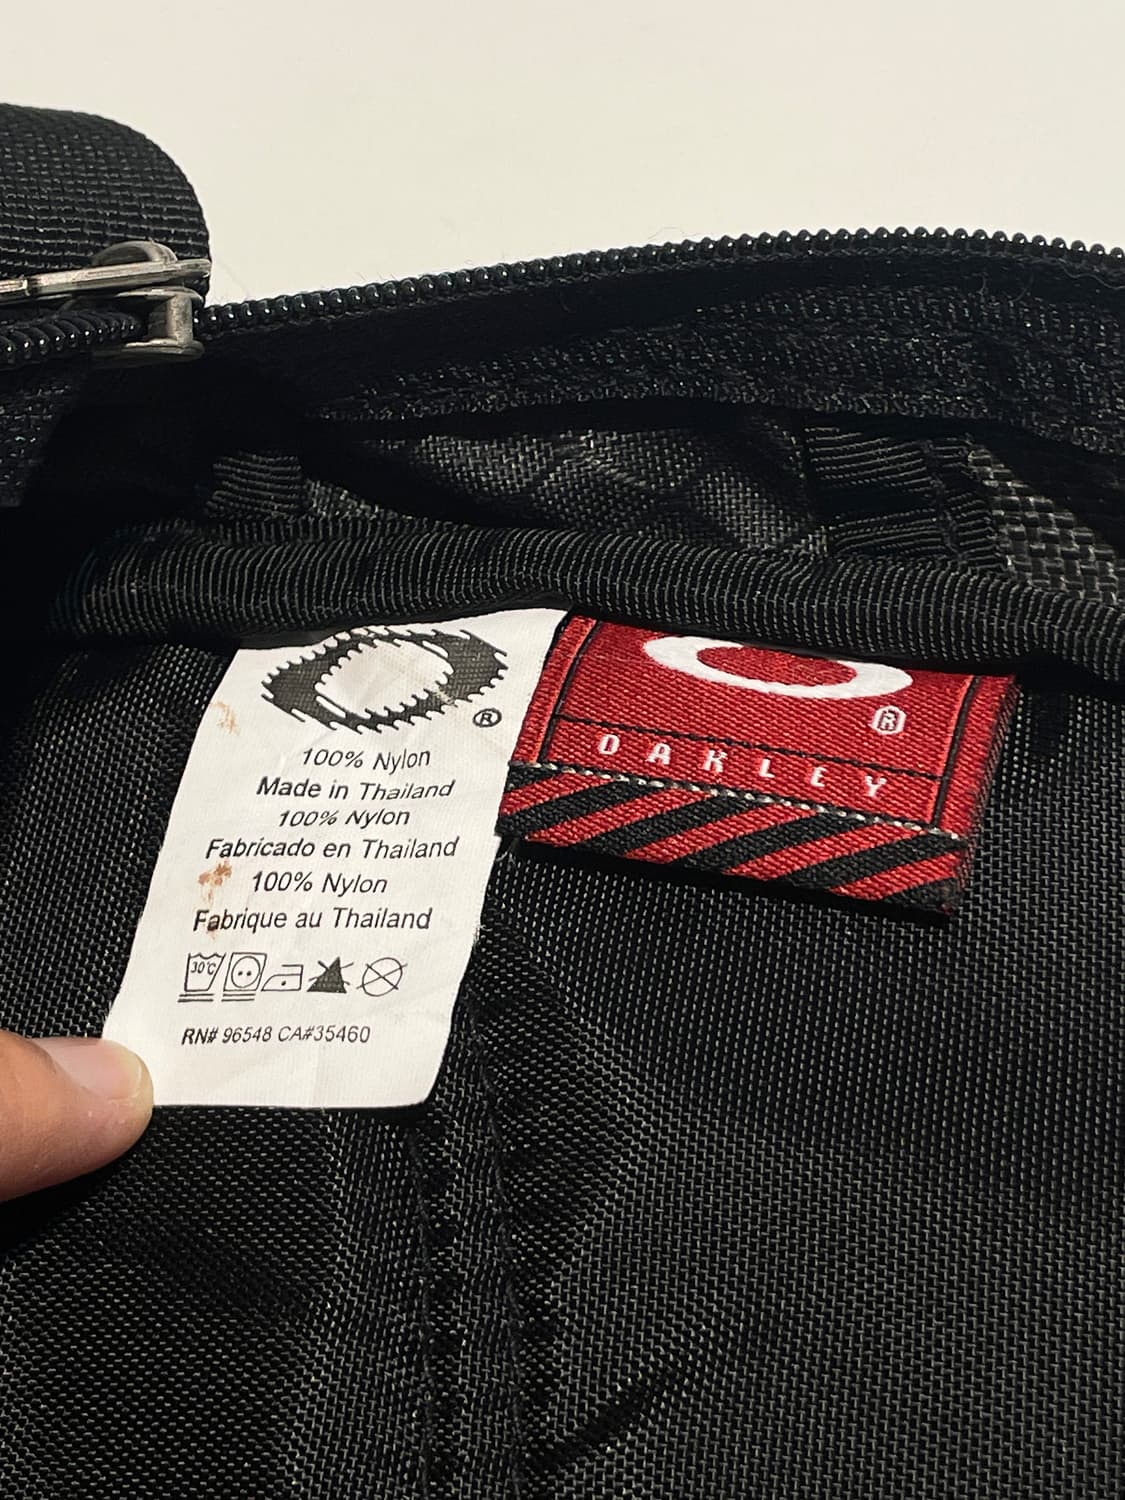 ®
100% Nylon
Made in Thailand
100% Nylon
Fabricado en Thailand
100% Nylon
Fabrique au Thailand
30°C
RN# 96548 CA#35460
®
OAKLEY